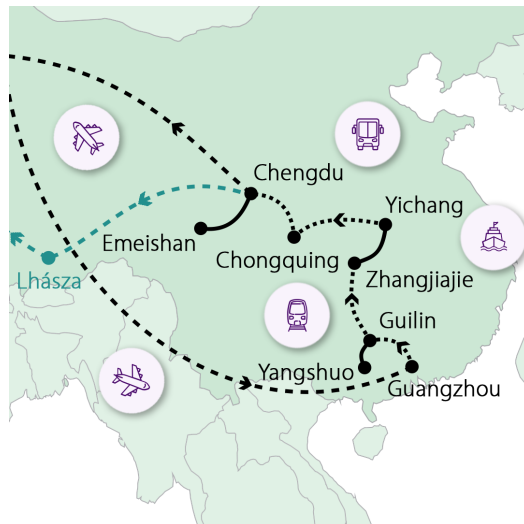 Chengdu
Yichang
Emeishan
Chongquing
Zhangjiajie
Lhásza
Guilin
Yangshuo
Guangzhou